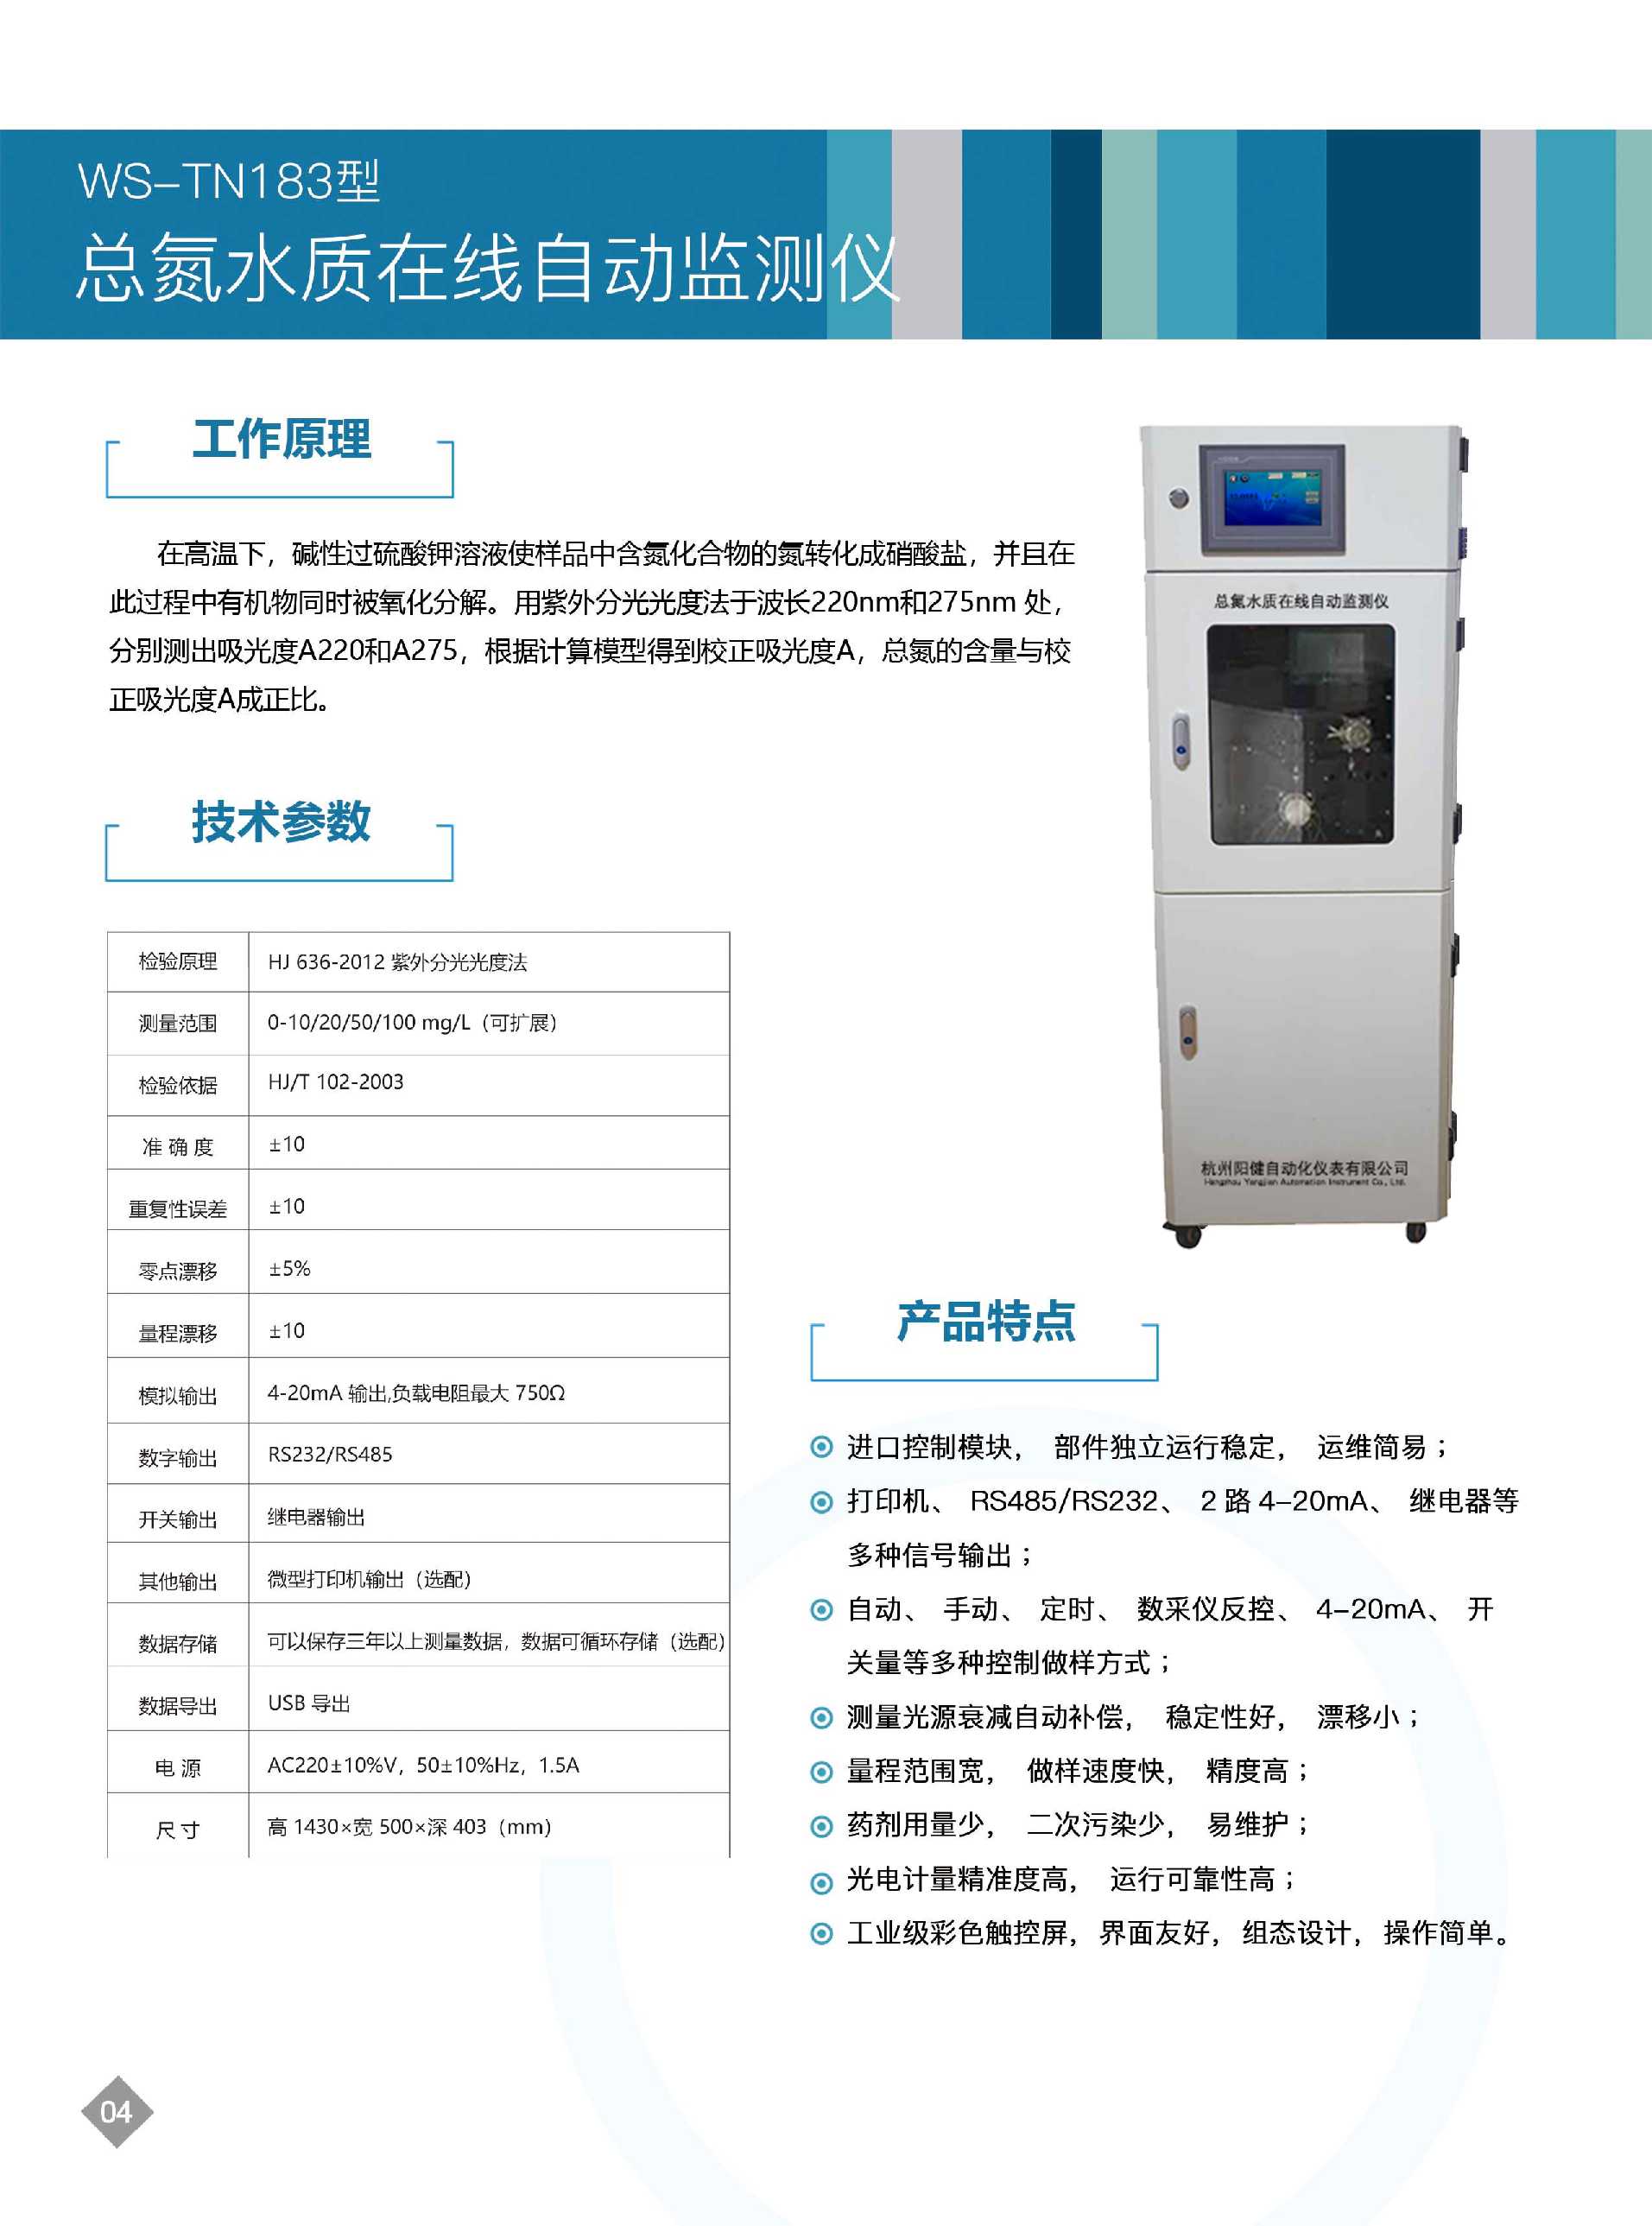 WS-TN183型
总氮水质在线自动监测仪
工作原理
在高温下，碱性过硫酸钾溶液使样品中含氮化合物的氮转化成硝酸盐，并且在
此过程中有机物同时被氧化分解。用紫外分光光度法于波长220nm和275nm 处，
分别测出吸光度A220和A275，根据计算模型得到校正吸光度A，总氮的含量与校
正吸光度A成正比。
总氮水质在线自动监测仪
杭州阳健自动化仪表有限公司
Hangzhou Yangjian Automation Instrument Co., Ltd.
技术参数
检验原理 HJ 636-2012 紫外分光光度法
测量范围 0-10/20/50/100 mg/L（可扩展）
检验依据 HJ/T 102-2003
准 确 度 ±10
重复性误差 ±10
零点漂移 ±5%
量程漂移 ±10
模拟输出 4-20mA 输出,负载电阻最大 750Ω
数字输出 RS232/RS485
开关输出 继电器输出
其他输出 微型打印机输出（选配）
数据存储 可以保存三年以上测量数据，数据可循环存储（选配）
数据导出 USB 导出
电 源 AC220±10%V，50±10%Hz，1.5A
尺 寸 高 1430×宽 500×深 403（mm）
产品特点
进口控制模块， 部件独立运行稳定， 运维简易；
打印机、 RS485/RS232、 2 路 4-20mA、 继电器等
多种信号输出；
自动、 手动、 定时、 数采仪反控、 4-20mA、 开
关量等多种控制做样方式；
测量光源衰减自动补偿， 稳定性好， 漂移小；
量程范围宽， 做样速度快， 精度高；
药剂用量少， 二次污染少， 易维护；
光电计量精准度高， 运行可靠性高；
工业级彩色触控屏， 界面友好， 组态设计， 操作简单。
04